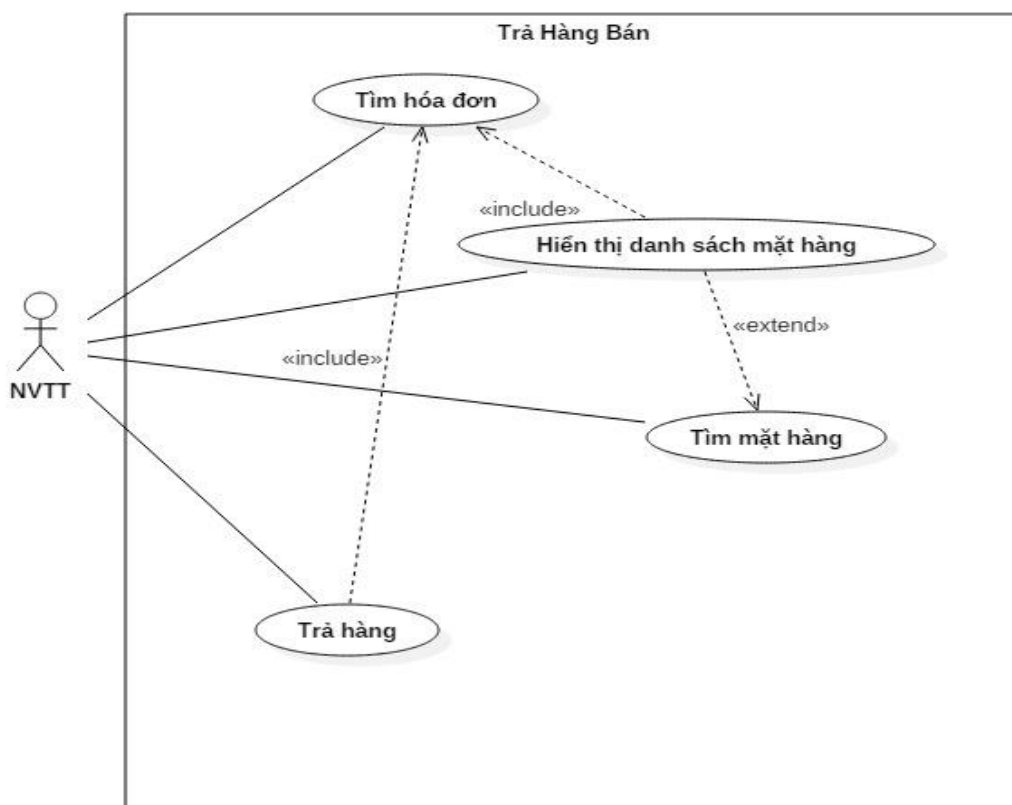 Trả Hàng Bán
Tìm hóa đơn
«include»
Hiển thị danh sách mặt hàng
«extend»
«include»
NVTT
Tìm mặt hàng
Trả hàng